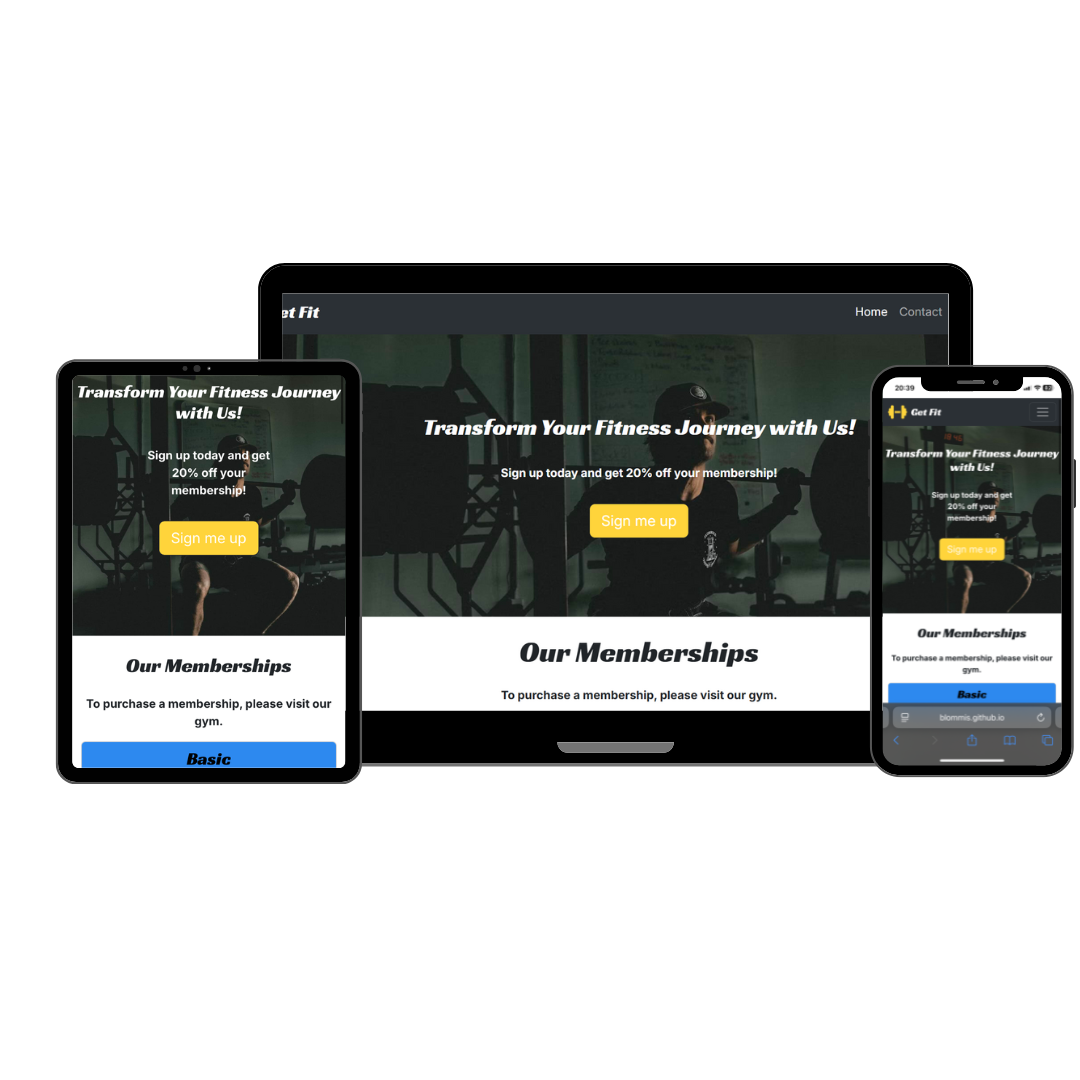 et Fit
Home
Contact
Transform Your Fitness Journey with Us!
Sign up today and get 20% off your membership!
Sign me up
Our Memberships
To purchase a membership, please visit our gym.
Transform Your Fitness Journey
with Us!
Sign up today and get
20% off your
membership!
Sign me up
Our Memberships
To purchase a membership, please visit our
gym.
Basic
20:39
Get Fit
Transform Your Fitness Journey
with Us!
Sign up today and get
20% off your
membership!
Sign me up
Our Memberships
To purchase a membership, please visit our
gym.
Basic
blommis.github.io